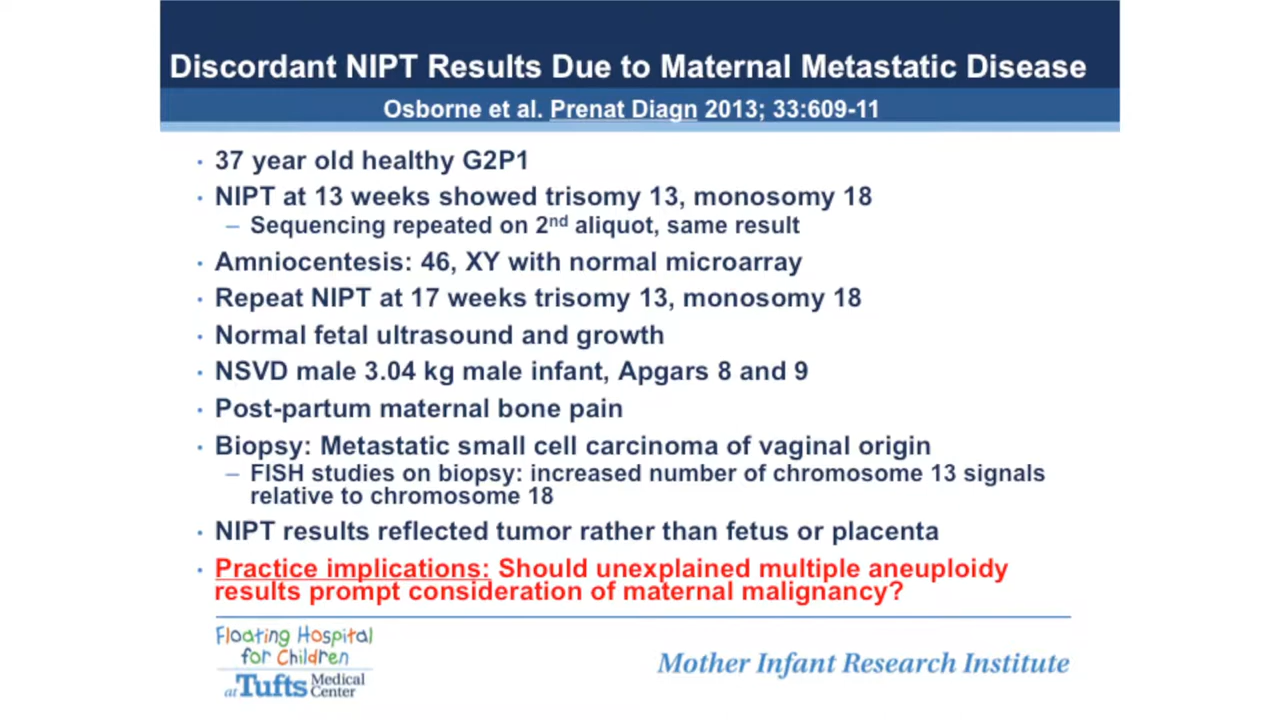 Discordant NIPT Results Due to Maternal Metastatic Disease
Osborne et al. Prenat Diagn 2013; 33:609-11
· 37 year old healthy G2P1
· NIPT at 13 weeks showed trisomy 13, monosomy 18
– Sequencing repeated on 2nd aliquot, same result
· Amniocentesis: 46, XY with normal microarray
· Repeat NIPT at 17 weeks trisomy 13, monosomy 18
· Normal fetal ultrasound and growth
· NSVD male 3.04 kg male infant, Apgars 8 and 9
· Post-partum maternal bone pain
· Biopsy: Metastatic small cell carcinoma of vaginal origin
– FISH studies on biopsy: increased number of chromosome 13 signals
relative to chromosome 18
· NIPT results reflected tumor rather than fetus or placenta
· Practice implications: Should unexplained multiple aneuploidy
results prompt consideration of maternal malignancy?
Floating Hospital
for Children
at Tufts Medical
Center
Mother Infant Research Institute